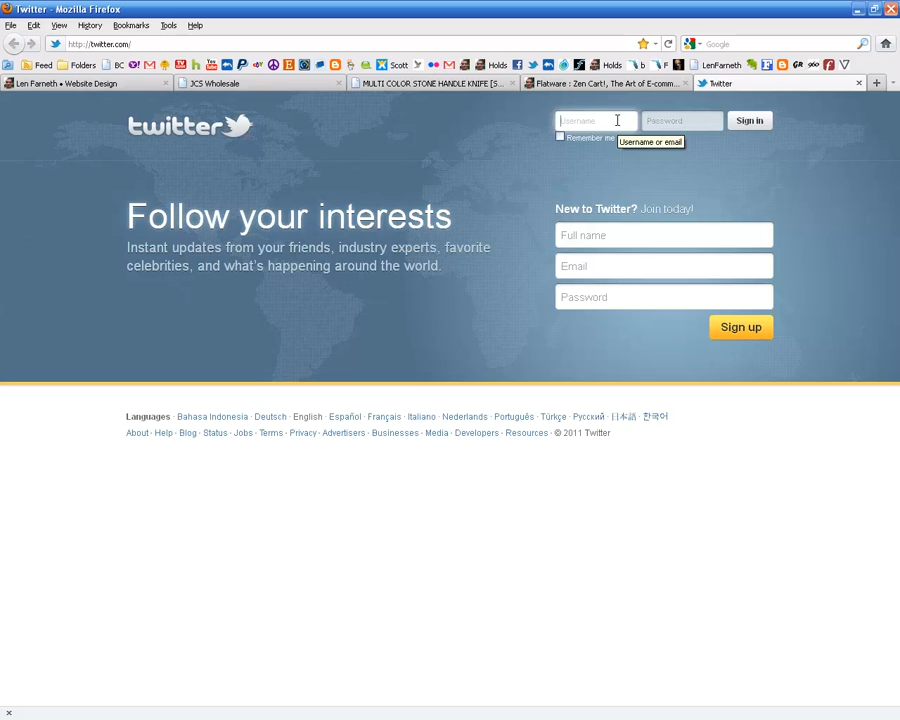 Twitter - Mozilla Firefox
File Edit View History Bookmarks Tools Help
http://twitter.com/ Google
Feed Folders BC Scott Holds b Holds F LenFarneth GR
Len Farneth • Website Design JCS Wholesale MULTI COLOR STONE HANDLE KNIFE [S... Flatware : Zen Cart!, The Art of E-comm... Twitter
twitter Username Password Sign in
Remember me
Username or email
New to Twitter? Join today!
Follow your interests
Full name
Instant updates from your friends, industry experts, favorite
celebrities, and what's happening around the world.
Email
Password
Sign up
Languages · Bahasa Indonesia · Deutsch · English · Español · Français · Italiano · Nederlands · Português · Türkçe · Русский · 日本語 · 한국어
About · Help · Blog · Status · Jobs · Terms · Privacy · Advertisers · Businesses · Media · Developers · Resources · © 2011 Twitter